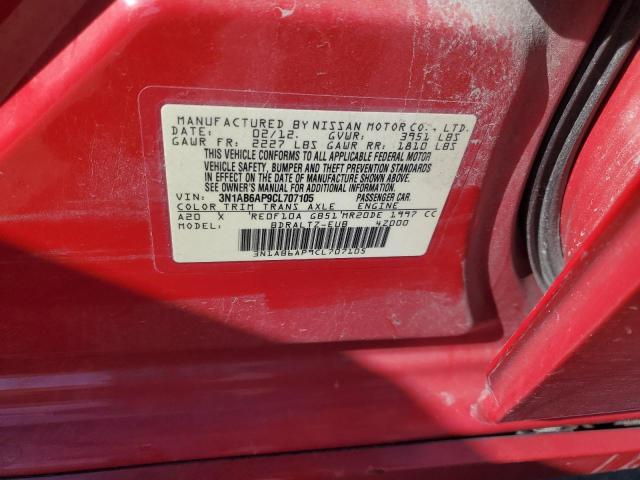 MANUFACTURED BY NISSAN MOTOR CO., LTD.
DATE: 02/12. GVWR: 3951 LBS
GAWR FR: 2227 LBS GAWR RR: 1810 LBS
THIS VEHICLE CONFORMS TO ALL APPLICABLE FEDERAL MOTOR
VEHICLE SAFETY, BUMPER AND THEFT PREVENTION STANDARDS
IN EFFECT ON THE DATE OF MANUFACTURE SHOWN ABOVE.
SEE OWNER'S MANUAL FOR ADDITIONAL INFORMATION
VIN: 3N1AB6AP9CL707105 PASSENGER CAR.
COLOR TRIM TRANS AXLE ENGINE
A20 X RE0F10A GB51 MR20DE 1997 CC
MODEL: BDRALTZ-EUB 4Z000
3N1AB6AP9CL707105